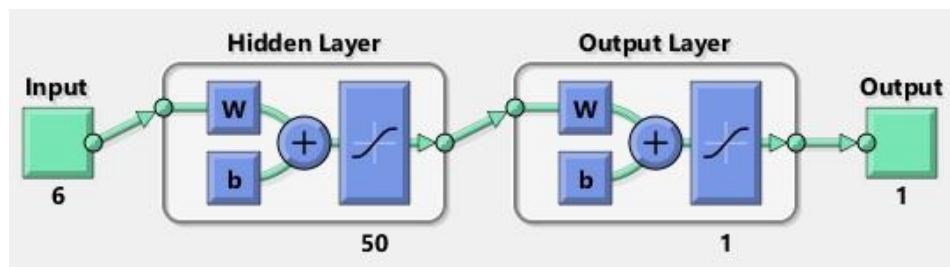 Hidden Layer
Output Layer
Input
Output
W
W
+
+
b
b
6
1
50
1